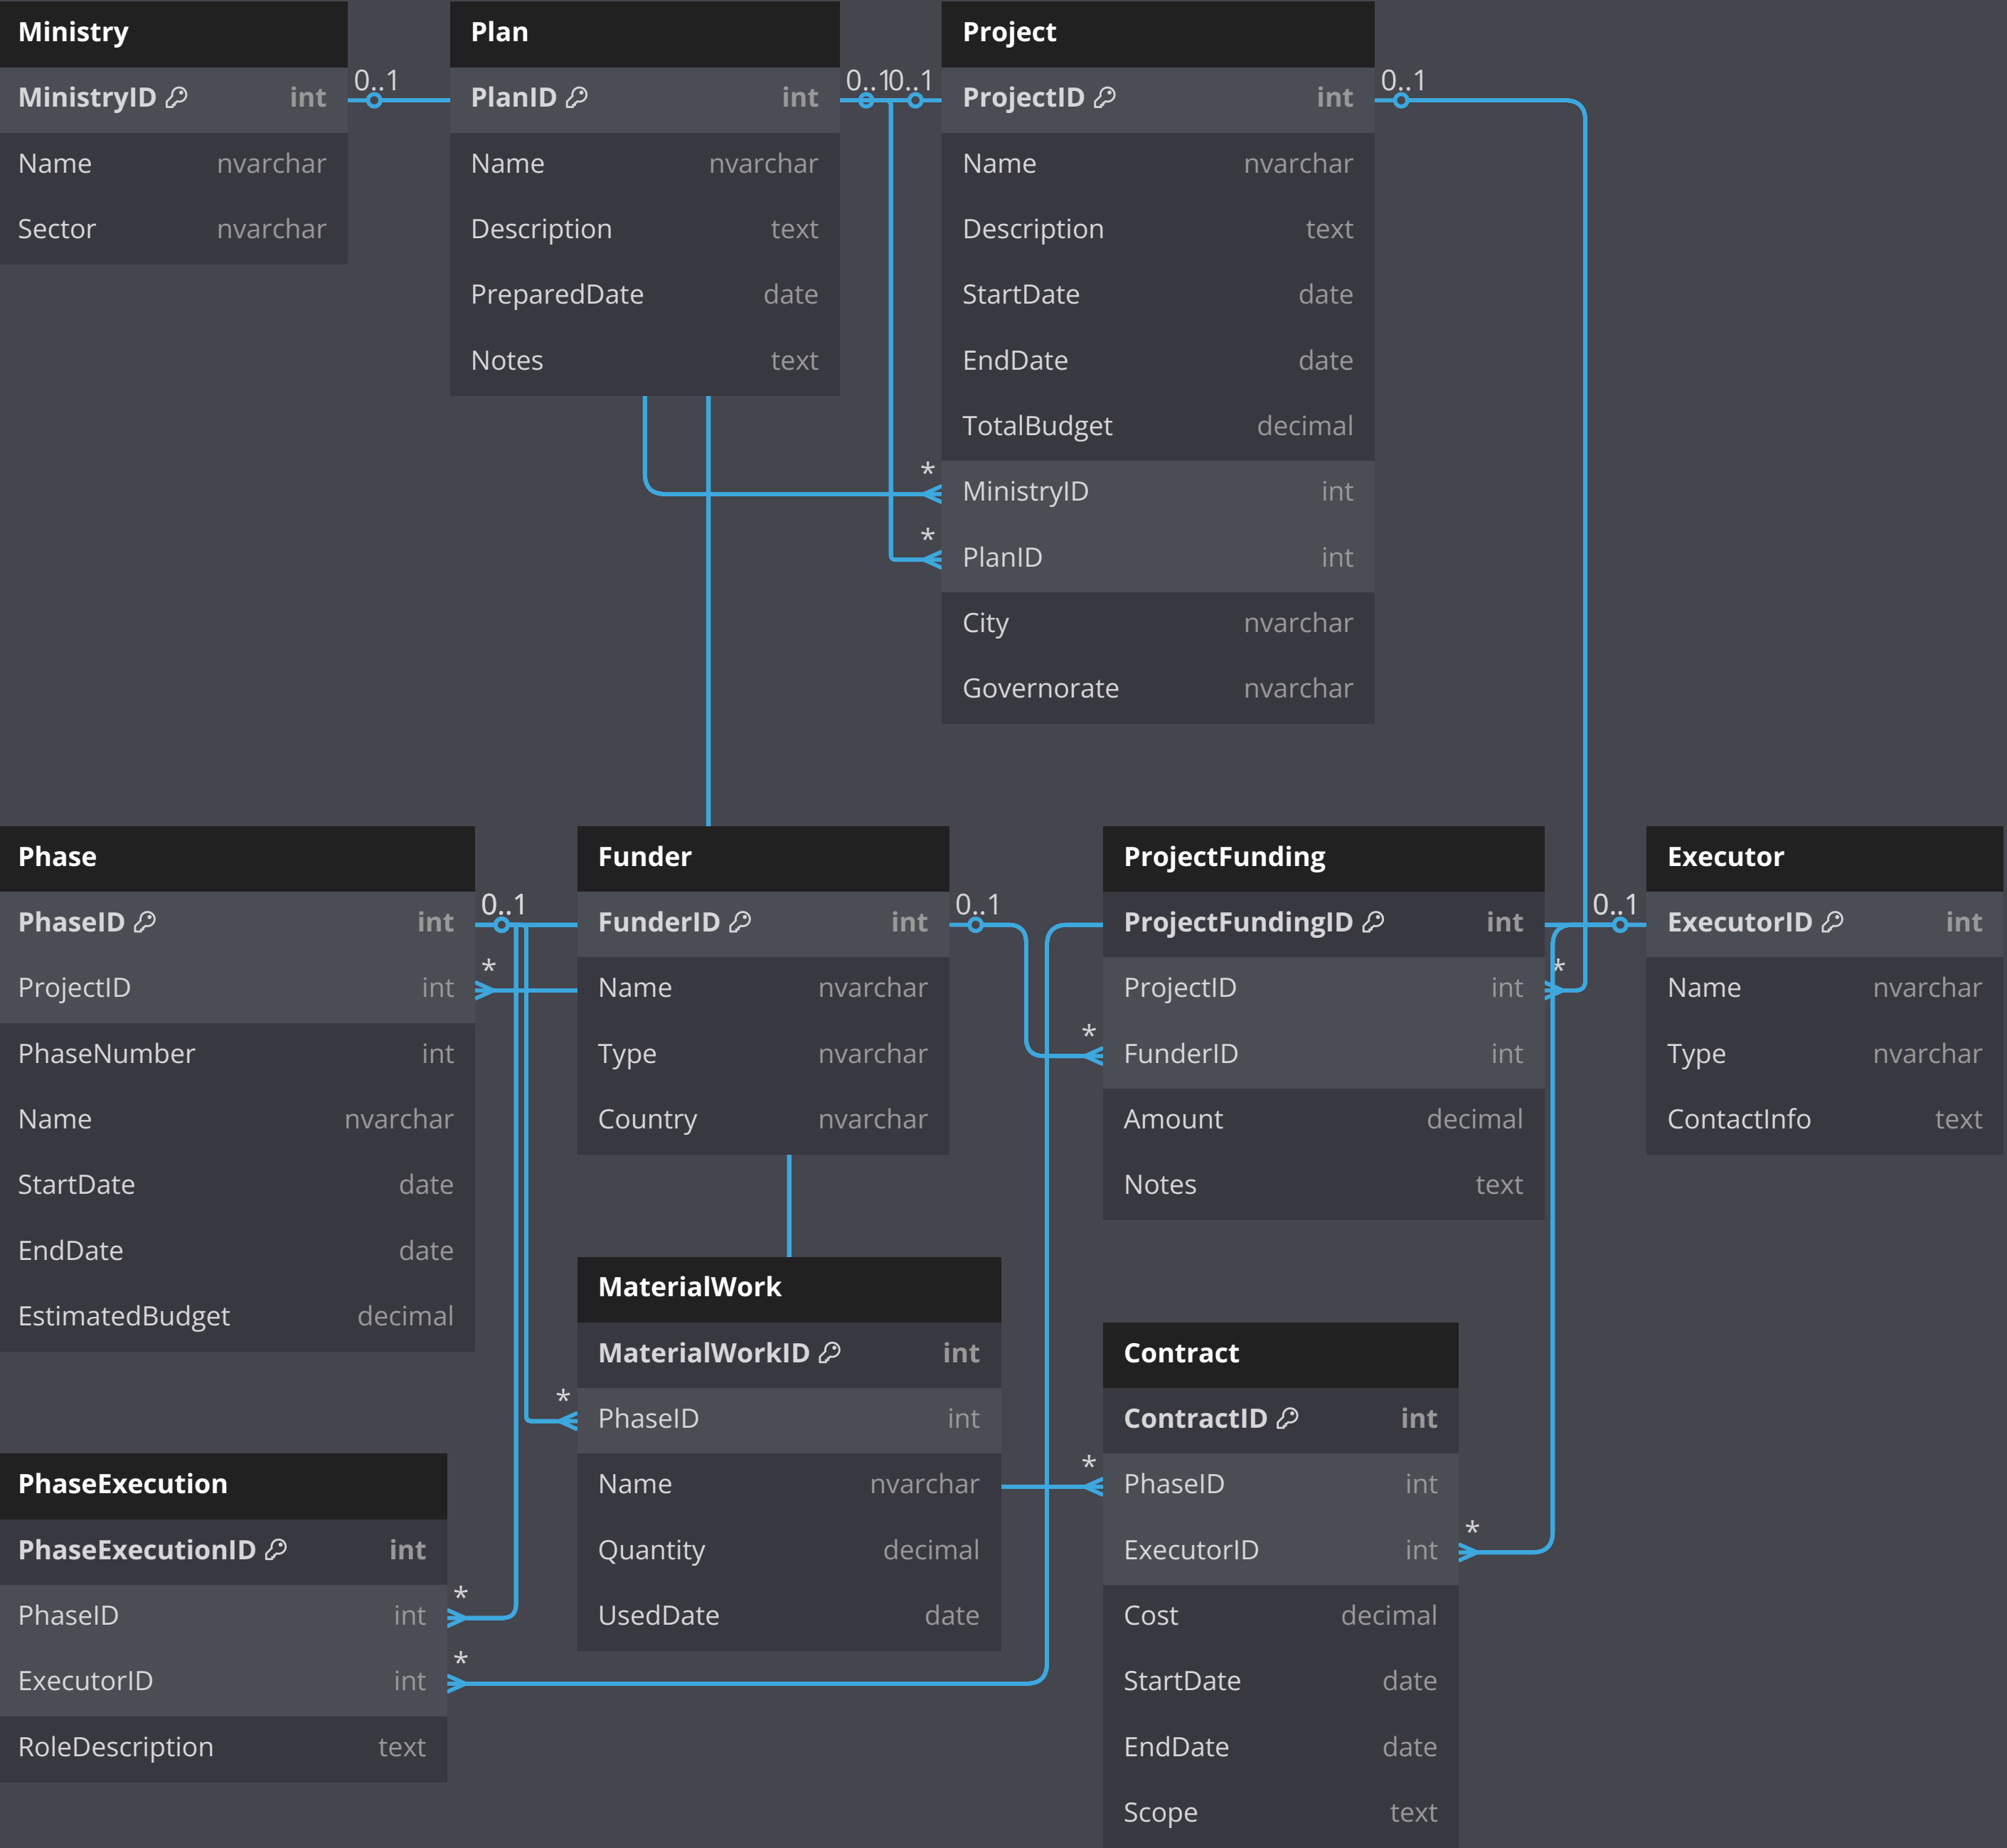 Ministry
MinistryID int
Name nvarchar
Sector nvarchar
0..1
Plan
PlanID int
Name nvarchar
Description text
PreparedDate date
Notes text
0..1
0..1
Project
ProjectID int
Name nvarchar
Description text
StartDate date
EndDate date
TotalBudget decimal
* MinistryID int
* PlanID int
City nvarchar
Governorate nvarchar
0..1
Phase
PhaseID int
ProjectID int *
PhaseNumber int
Name nvarchar
StartDate date
EndDate date
EstimatedBudget decimal
0..1
Funder
FunderID int
Name nvarchar
Type nvarchar
Country nvarchar
0..1
ProjectFunding
ProjectFundingID int
ProjectID int *
* FunderID int
Amount decimal
Notes text
0..1
Executor
ExecutorID int
Name nvarchar
Type nvarchar
ContactInfo text
MaterialWork
MaterialWorkID int
* PhaseID int
Name nvarchar
Quantity decimal
UsedDate date
Contract
ContractID int
* PhaseID int
ExecutorID int *
Cost decimal
StartDate date
EndDate date
Scope text
PhaseExecution
PhaseExecutionID int
PhaseID int *
ExecutorID int *
RoleDescription text